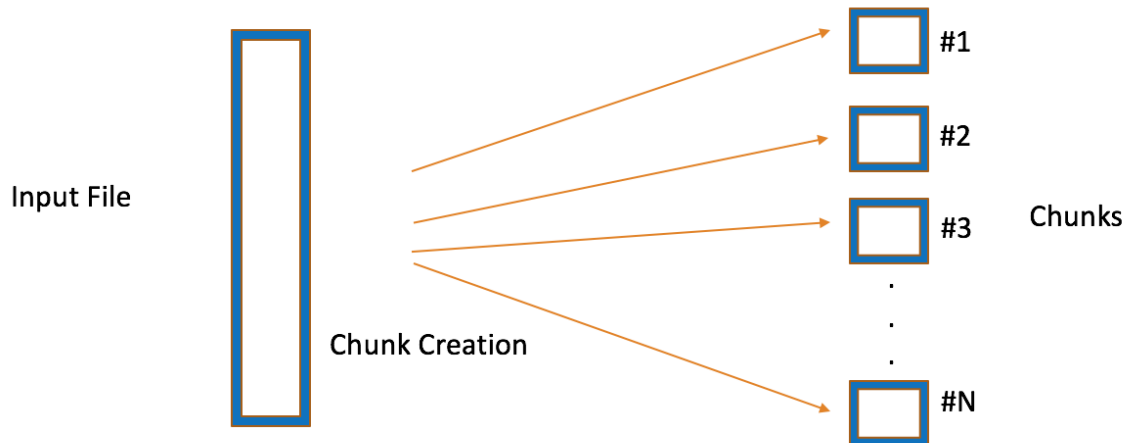 Input File
Chunk Creation
#1
#2
#3
.
.
.
#N
Chunks